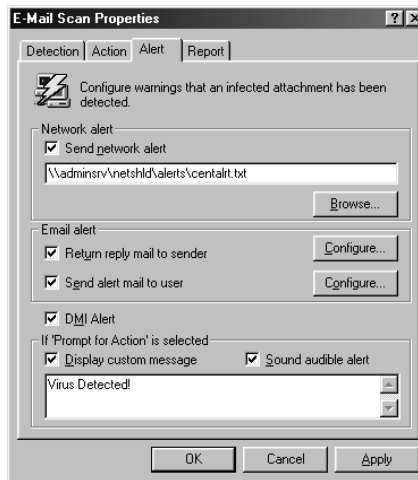 E-Mail Scan Properties
Detection Action Alert Report
Configure warnings that an infected attachment has been
detected.
Network alert
Send network alert
\\adminsrv\netshld\alerts\centalrt.txt
Browse...
Email alert
Return reply mail to sender
Configure...
Send alert mail to user
Configure...
DMI Alert
If 'Prompt for Action' is selected
Display custom message Sound audible alert
Virus Detected!
OK Cancel Apply